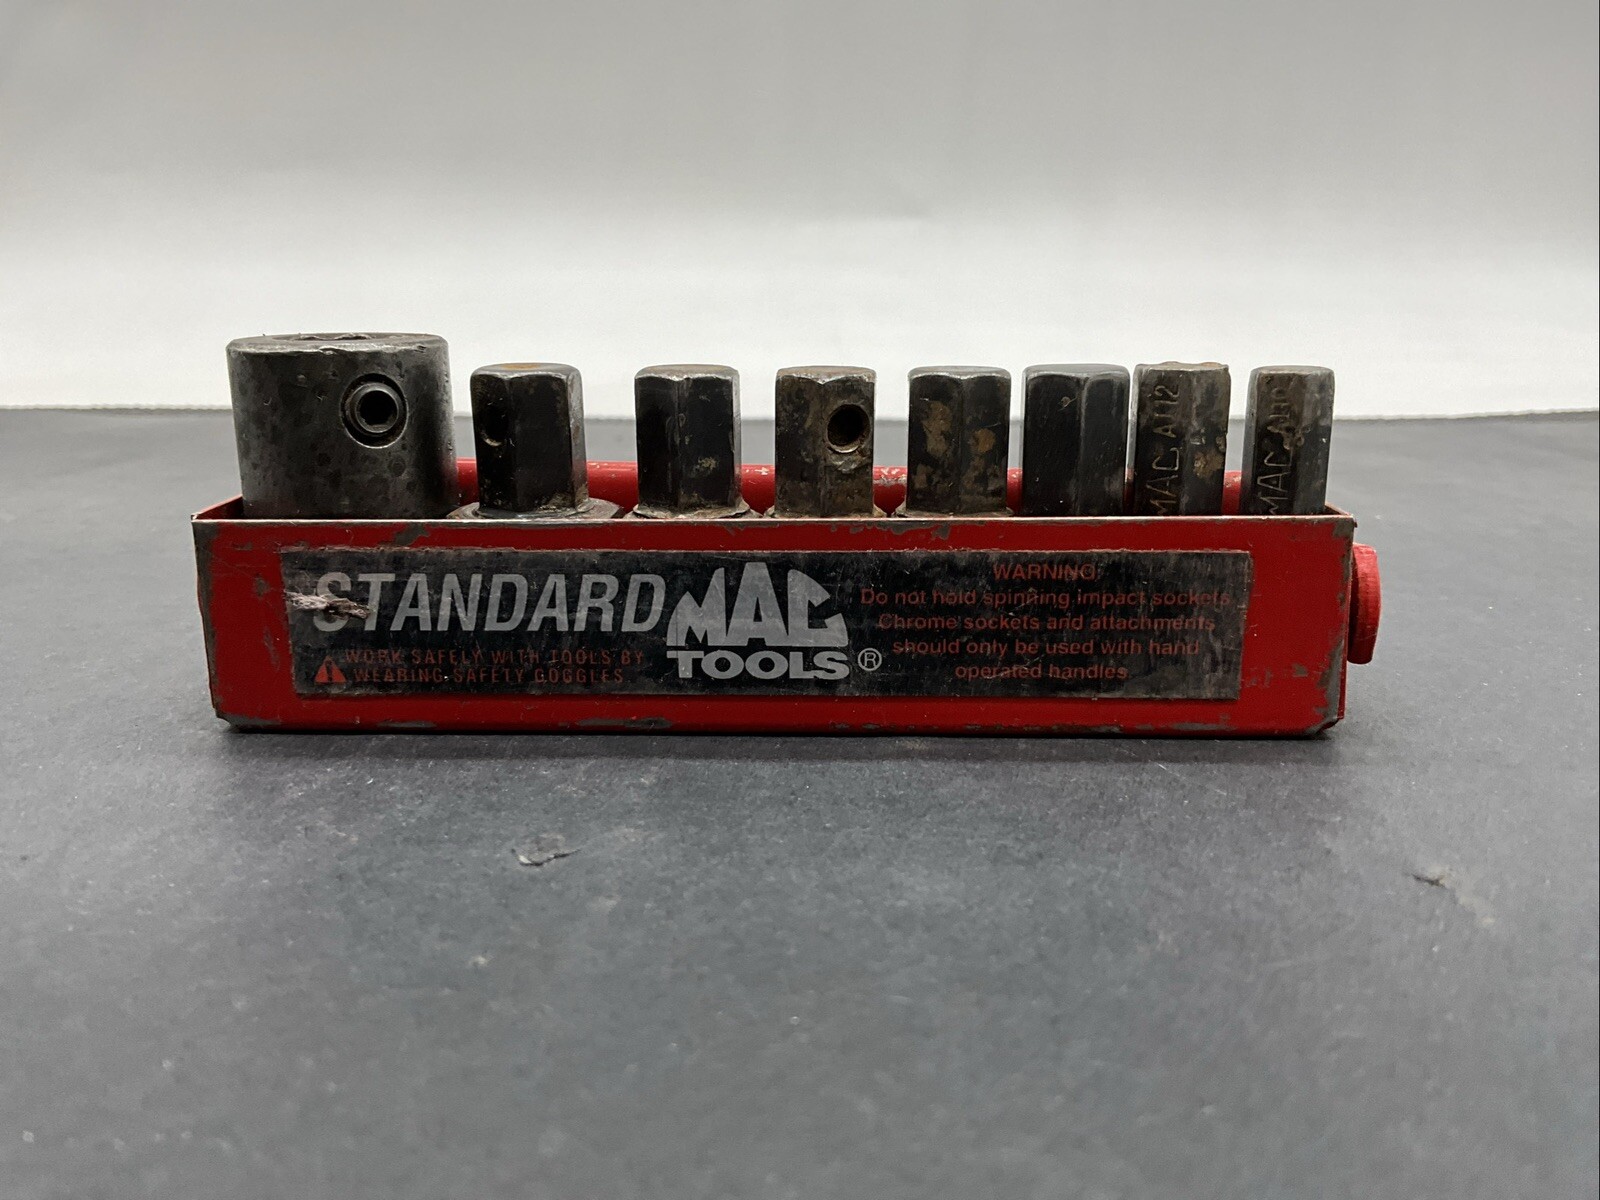 MAC AM12
MAC
STANDARD MAC TOOLS®
WORK SAFELY WITH TOOLS BY
WEARING SAFETY GOGGLES.
WARNING:
Do not hold spinning impact sockets.
Chrome sockets and attachments
should only be used with hand
operated handles.